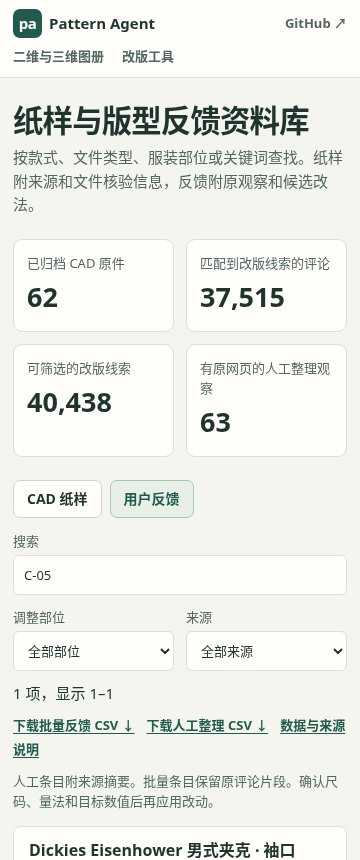 pa Pattern Agent
GitHub ↗
二维与三维图册 改版工具
纸样与版型反馈资料库
按款式、文件类型、服装部位或关键词查找。纸样
附来源和文件核验信息，反馈附原观察和候选改
法。
已归档 CAD 原件
62
匹配到改版线索的评论
37,515
可筛选的改版线索
40,438
有原网页的人工整理观
察
63
CAD 纸样
用户反馈
搜索
C-05
调整部位
全部部位
来源
全部来源
1 项，显示 1–1
下载批量反馈 CSV ↓ 下载人工整理 CSV ↓ 数据与来源
说明
人工条目附来源摘要。批量条目保留原评论片段。确认尺
码、量法和目标数值后再应用改动。
Dickies Eisenhower 男式夹克 · 袖口